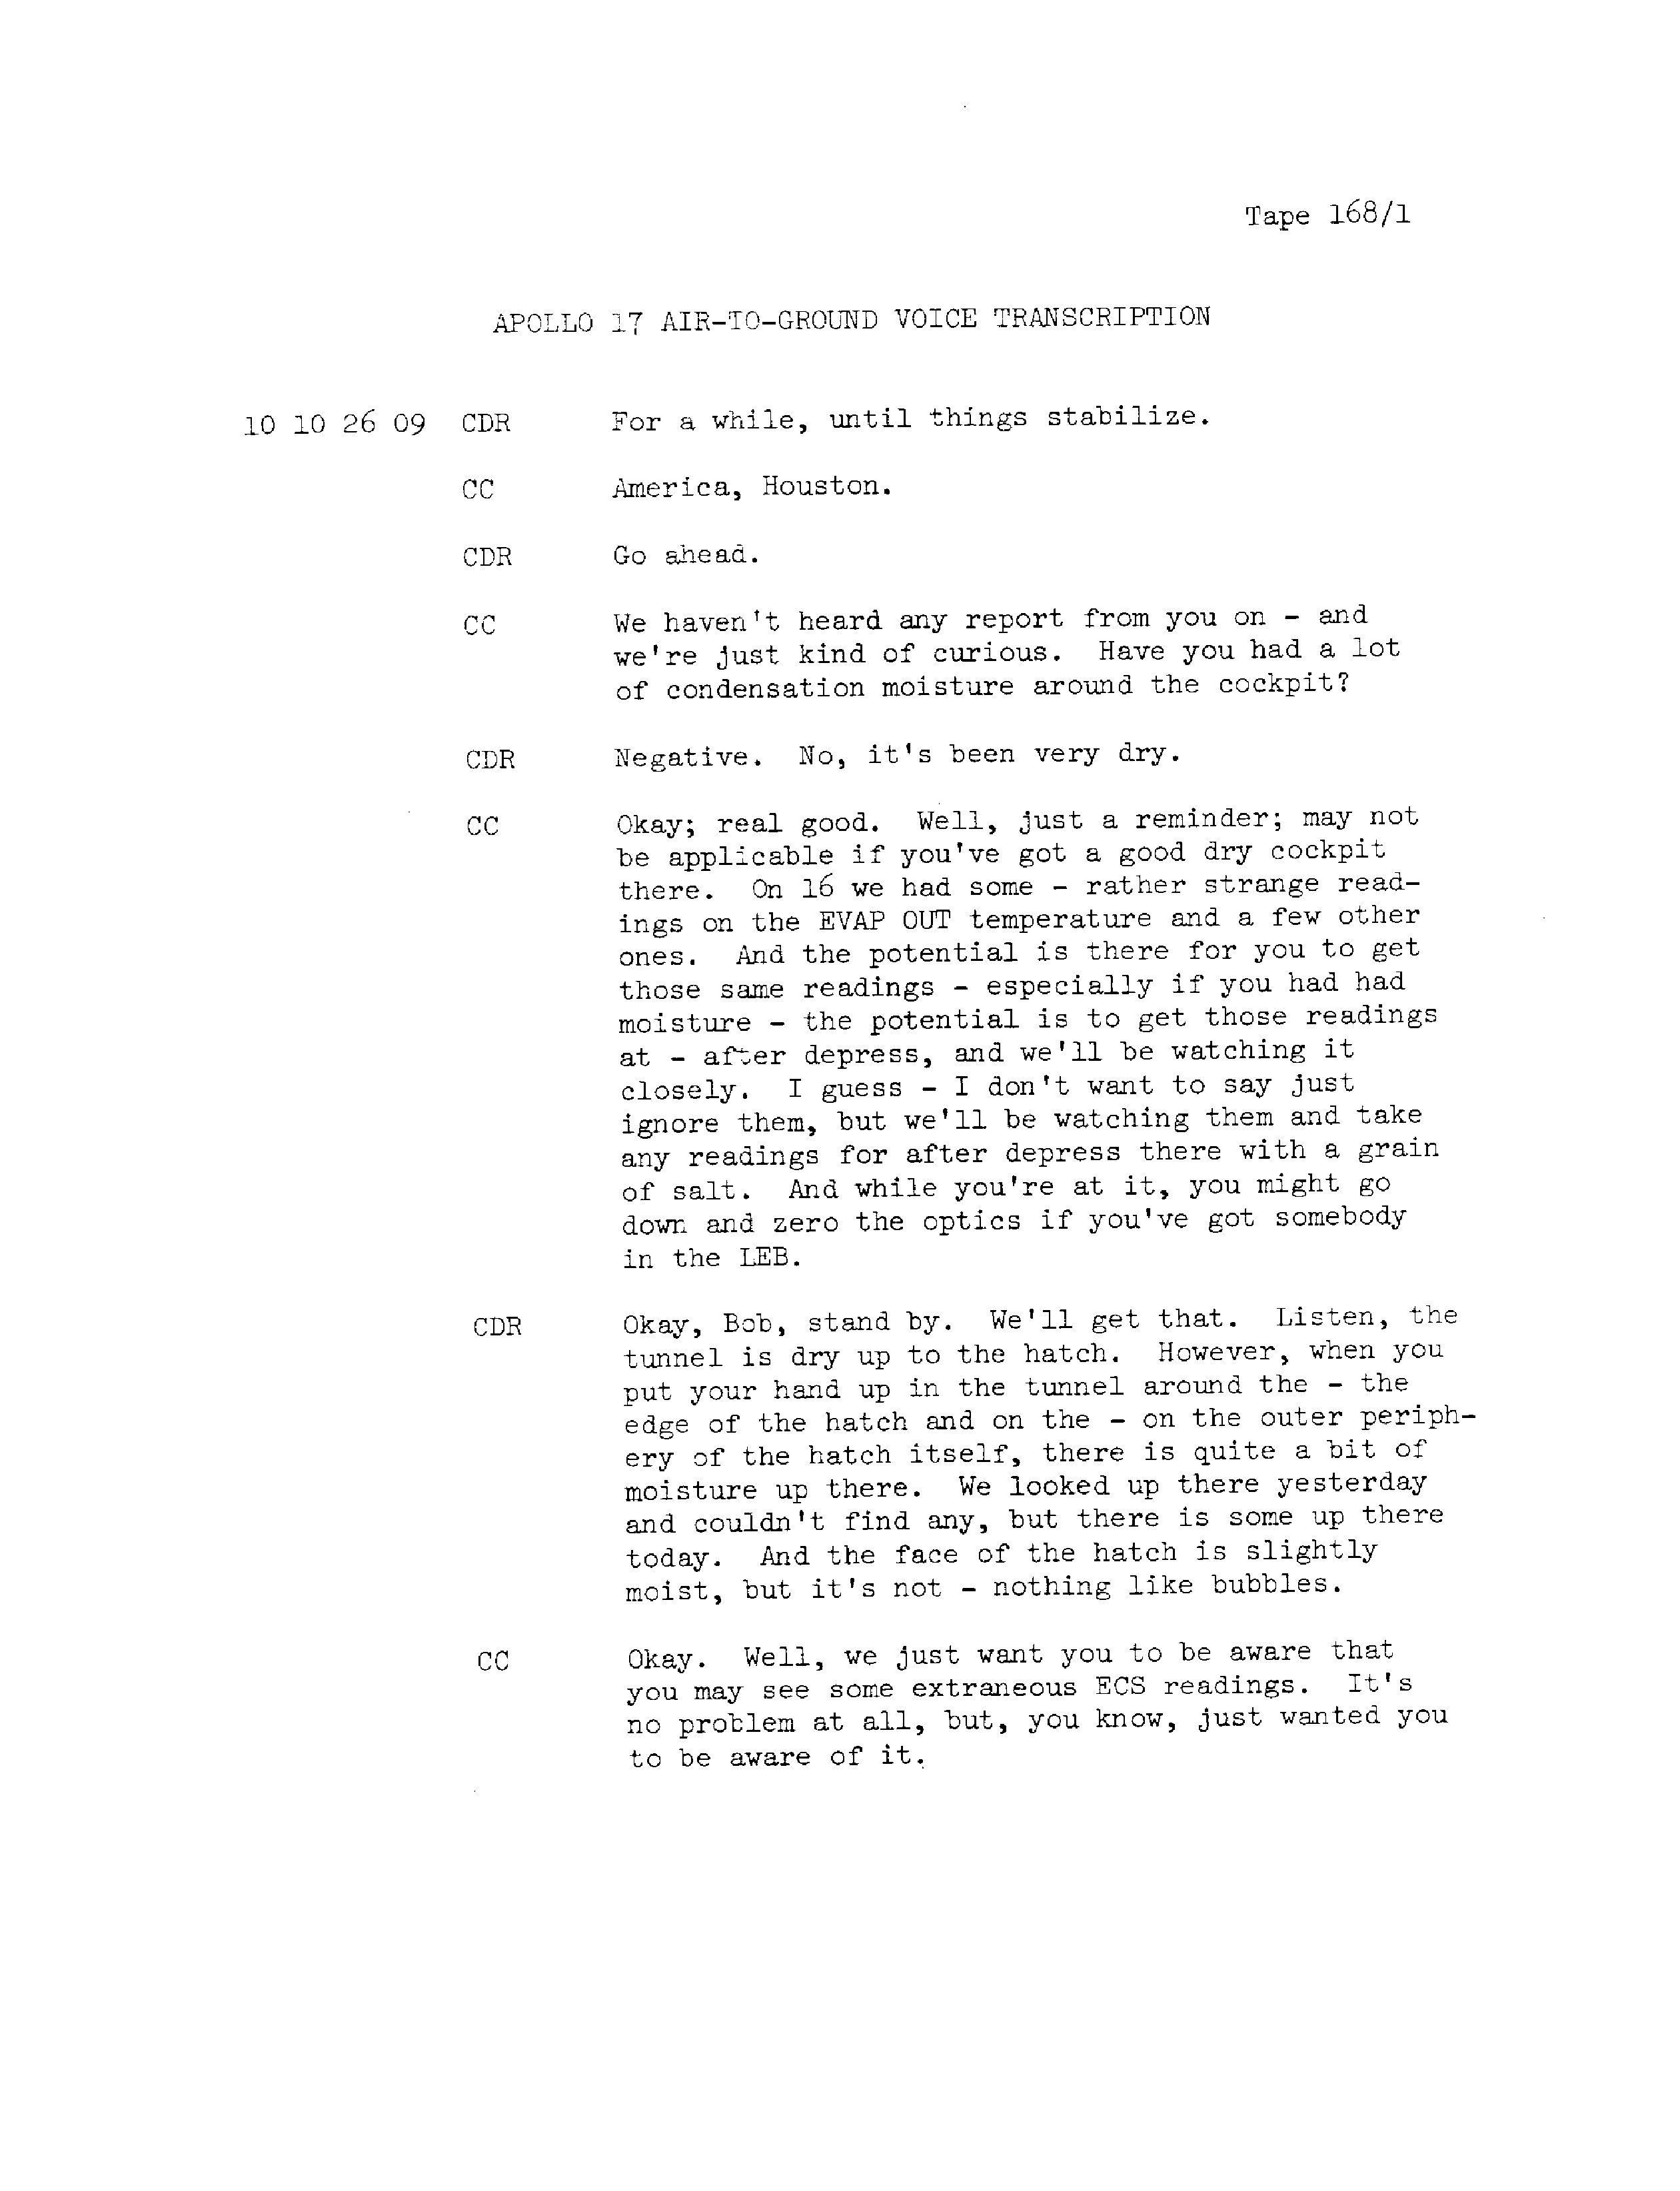 Tape 168/1
APOLLO 17 AIR-TO-GROUND VOICE TRANSCRIPTION
10 10 26 09 CDR For a while, until things stabilize.
CC America, Houston.
CDR Go ahead.
CC We haven't heard any report from you on - and
we're just kind of curious. Have you had a lot
of condensation moisture around the cockpit?
CDR Negative. No, it's been very dry.
CC Okay; real good. Well, just a reminder; may not
be applicable if you've got a good dry cockpit
there. On 16 we had some - rather strange read-
ings on the EVAP OUT temperature and a few other
ones. And the potential is there for you to get
those same readings - especially if you had had
moisture - the potential is to get those readings
at - after depress, and we'll be watching it
closely. I guess - I don't want to say just
ignore them, but we'll be watching them and take
any readings for after depress there with a grain
of salt. And while you're at it, you might go
down and zero the optics if you've got somebody
in the LEB.
CDR Okay, Bob, stand by. We'll get that. Listen, the
tunnel is dry up to the hatch. However, when you
put your hand up in the tunnel around the - the
edge of the hatch and on the - on the outer periph-
ery of the hatch itself, there is quite a bit of
moisture up there. We looked up there yesterday
and couldn't find any, but there is some up there
today. And the face of the hatch is slightly
moist, but it's not - nothing like bubbles.
CC Okay. Well, we just want you to be aware that
you may see some extraneous ECS readings. It's
no problem at all, but, you know, just wanted you
to be aware of it.